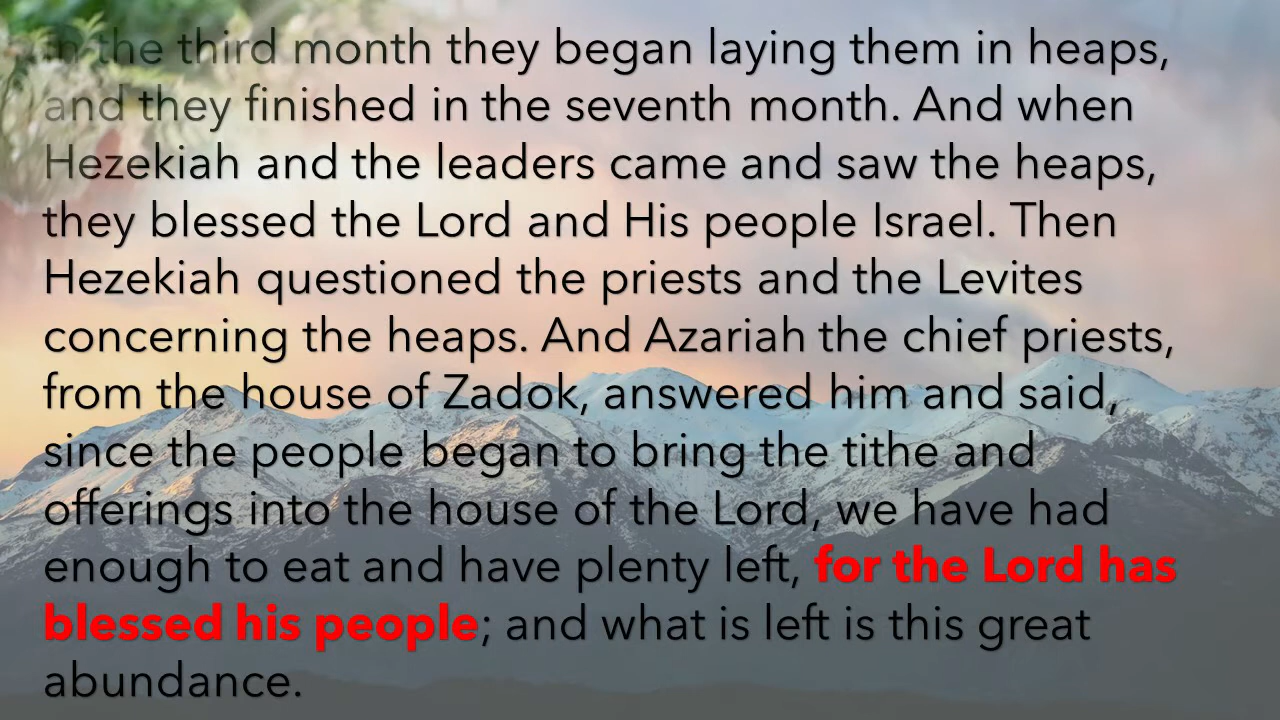 In the third month they began laying them in heaps,
and they finished in the seventh month. And when
Hezekiah and the leaders came and saw the heaps,
they blessed the Lord and His people Israel. Then
Hezekiah questioned the priests and the Levites
concerning the heaps. And Azariah the chief priests,
from the house of Zadok, answered him and said,
since the people began to bring the tithe and
offerings into the house of the Lord, we have had
enough to eat and have plenty left, for the Lord has
blessed his people; and what is left is this great
abundance.